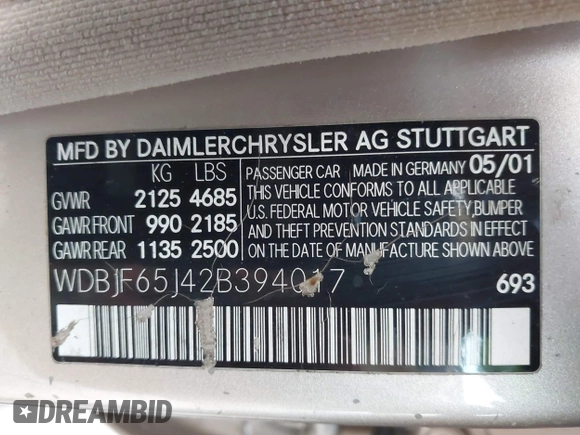 MFD BY DAIMLERCHRYSLER AG STUTTGART
KG LBS
GVWR 2125 4685
GAWR FRONT 990 2185
GAWR REAR 1135 2500
PASSENGER CAR MADE IN GERMANY 05/01
THIS VEHICLE CONFORMS TO ALL APPLICABLE
U.S. FEDERAL MOTOR VEHICLE SAFETY, BUMPER
AND THEFT PREVENTION STANDARDS IN EFFECT
ON THE DATE OF MANUFACTURE SHOWN ABOVE.
WDBJF65J42B394017
693
DREAMBID